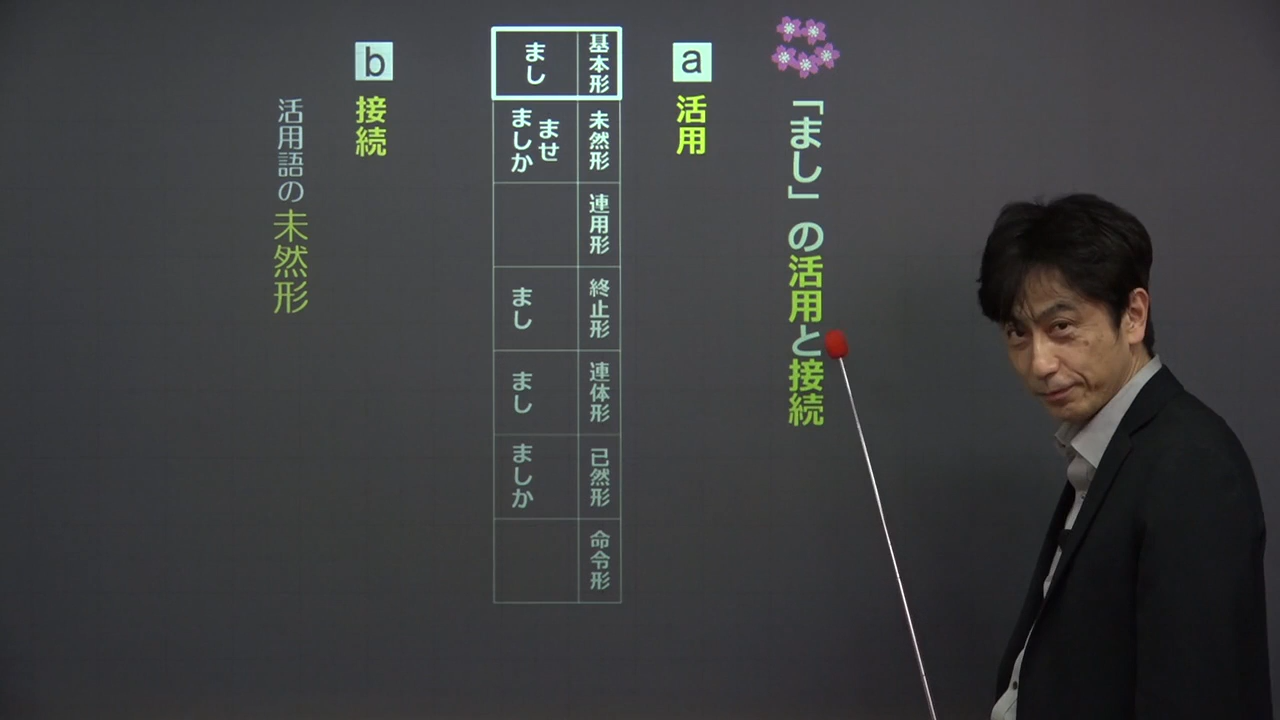 「まし」の活用と接続
a
活用
基本形
まし
未然形
ませ
ましか
連用形
終止形
まし
連体形
まし
已然形
ましか
命令形
b
接続
活用語の未然形